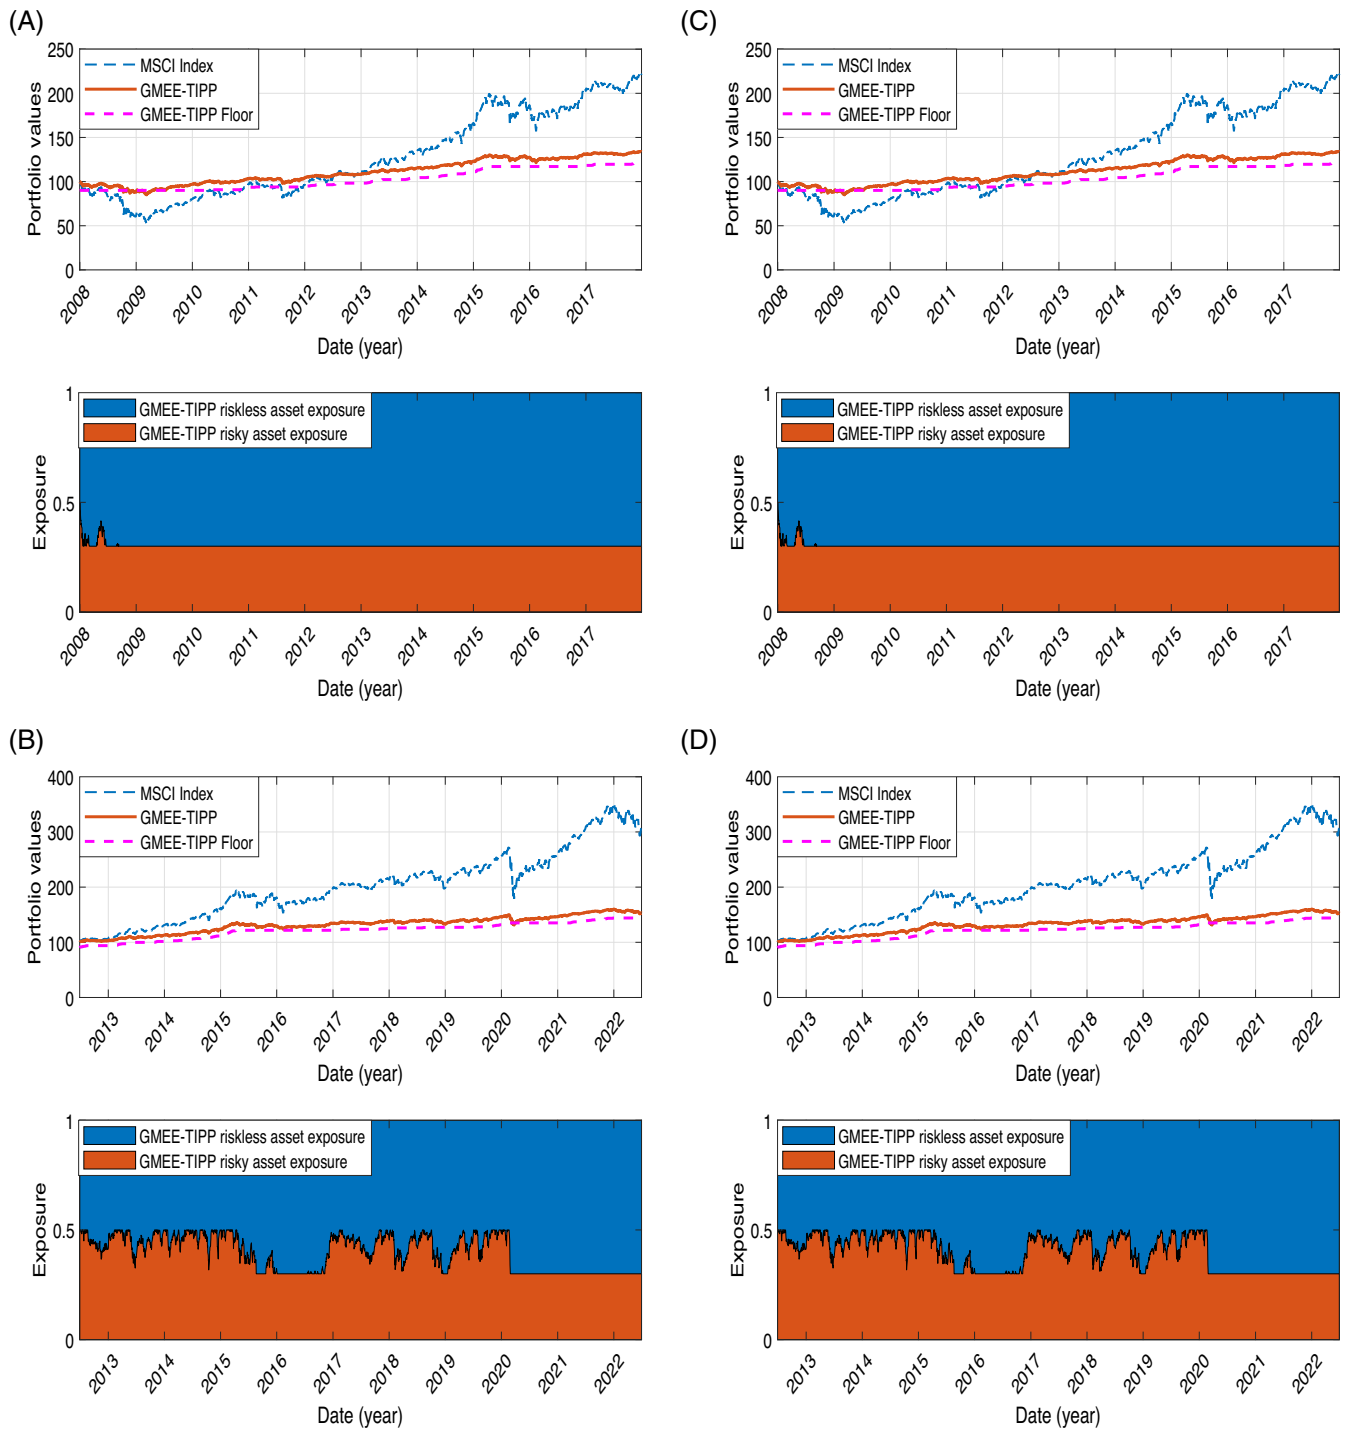 (A)
250
200
150
100
50
0
Portfolio values
MSCI Index
GMEE-TIPP
GMEE-TIPP Floor
2008 2009 2010 2011 2012 2013 2014 2015 2016 2017
Date (year)
1
0.5
0
Exposure
GMEE-TIPP riskless asset exposure
GMEE-TIPP risky asset exposure
2008 2009 2010 2011 2012 2013 2014 2015 2016 2017
Date (year)
(C)
250
200
150
100
50
0
Portfolio values
MSCI Index
GMEE-TIPP
GMEE-TIPP Floor
2008 2009 2010 2011 2012 2013 2014 2015 2016 2017
Date (year)
1
0.5
0
Exposure
GMEE-TIPP riskless asset exposure
GMEE-TIPP risky asset exposure
2008 2009 2010 2011 2012 2013 2014 2015 2016 2017
Date (year)
(B)
400
300
200
100
0
Portfolio values
MSCI Index
GMEE-TIPP
GMEE-TIPP Floor
2013 2014 2015 2016 2017 2018 2019 2020 2021 2022
Date (year)
1
0.5
0
Exposure
GMEE-TIPP riskless asset exposure
GMEE-TIPP risky asset exposure
2013 2014 2015 2016 2017 2018 2019 2020 2021 2022
Date (year)
(D)
400
300
200
100
0
Portfolio values
MSCI Index
GMEE-TIPP
GMEE-TIPP Floor
2013 2014 2015 2016 2017 2018 2019 2020 2021 2022
Date (year)
1
0.5
0
Exposure
GMEE-TIPP riskless asset exposure
GMEE-TIPP risky asset exposure
2013 2014 2015 2016 2017 2018 2019 2020 2021 2022
Date (year)